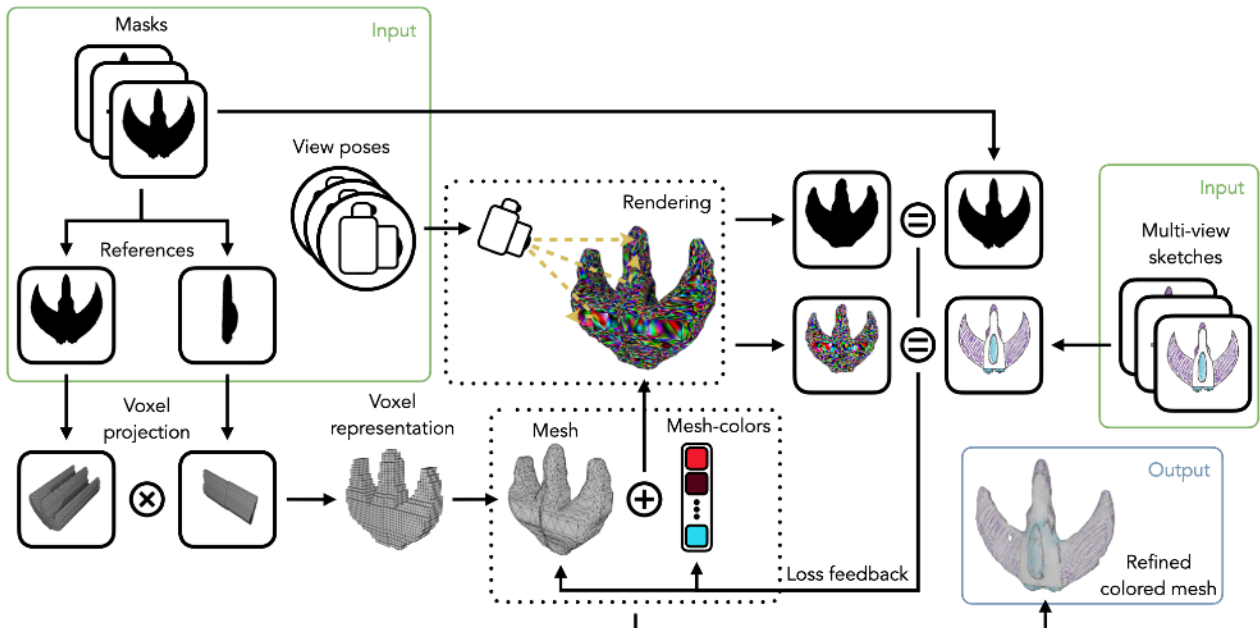 Masks
Input
View poses
References
Rendering
Input
Multi-view
sketches
Voxel
projection
Voxel
representation
Mesh
Mesh-colors
Loss feedback
Output
Refined
colored mesh